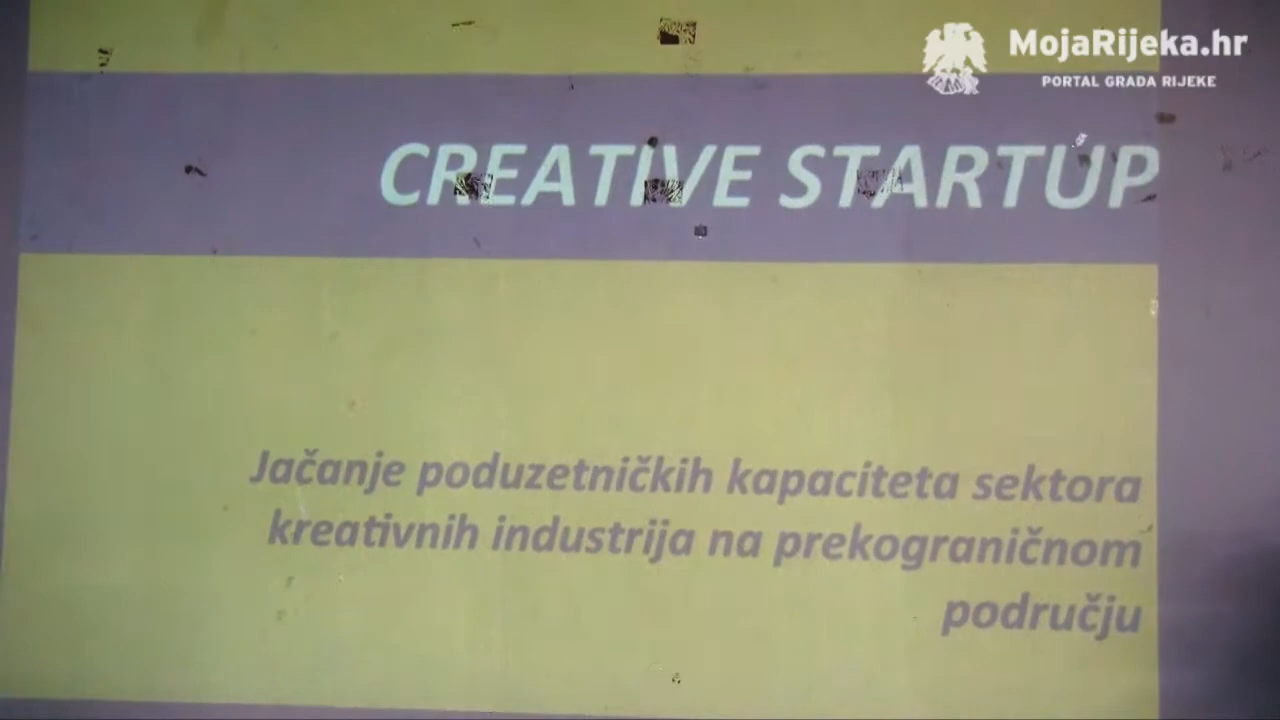 MojaRijeka.hr
PORTAL GRADA RIJEKE
CREATIVE STARTUP
Jačanje poduzetničkih kapaciteta sektora
kreativnih industrija na prekograničnom
području